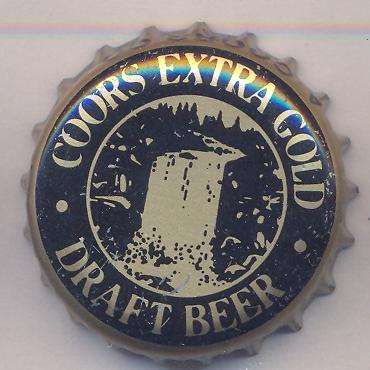 COORS EXTRA GOLD
• DRAFT BEER •